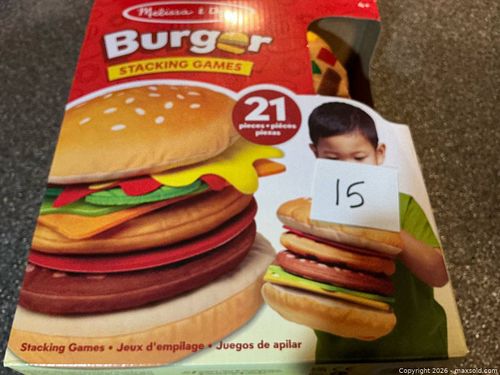 Melissa & Doug
4+
Burger
STACKING GAMES
21
pieces • pièces
piezas
15
Stacking Games • Jeux d'empilage • Juegos de apilar
Copyright 2026 - maxsold.com